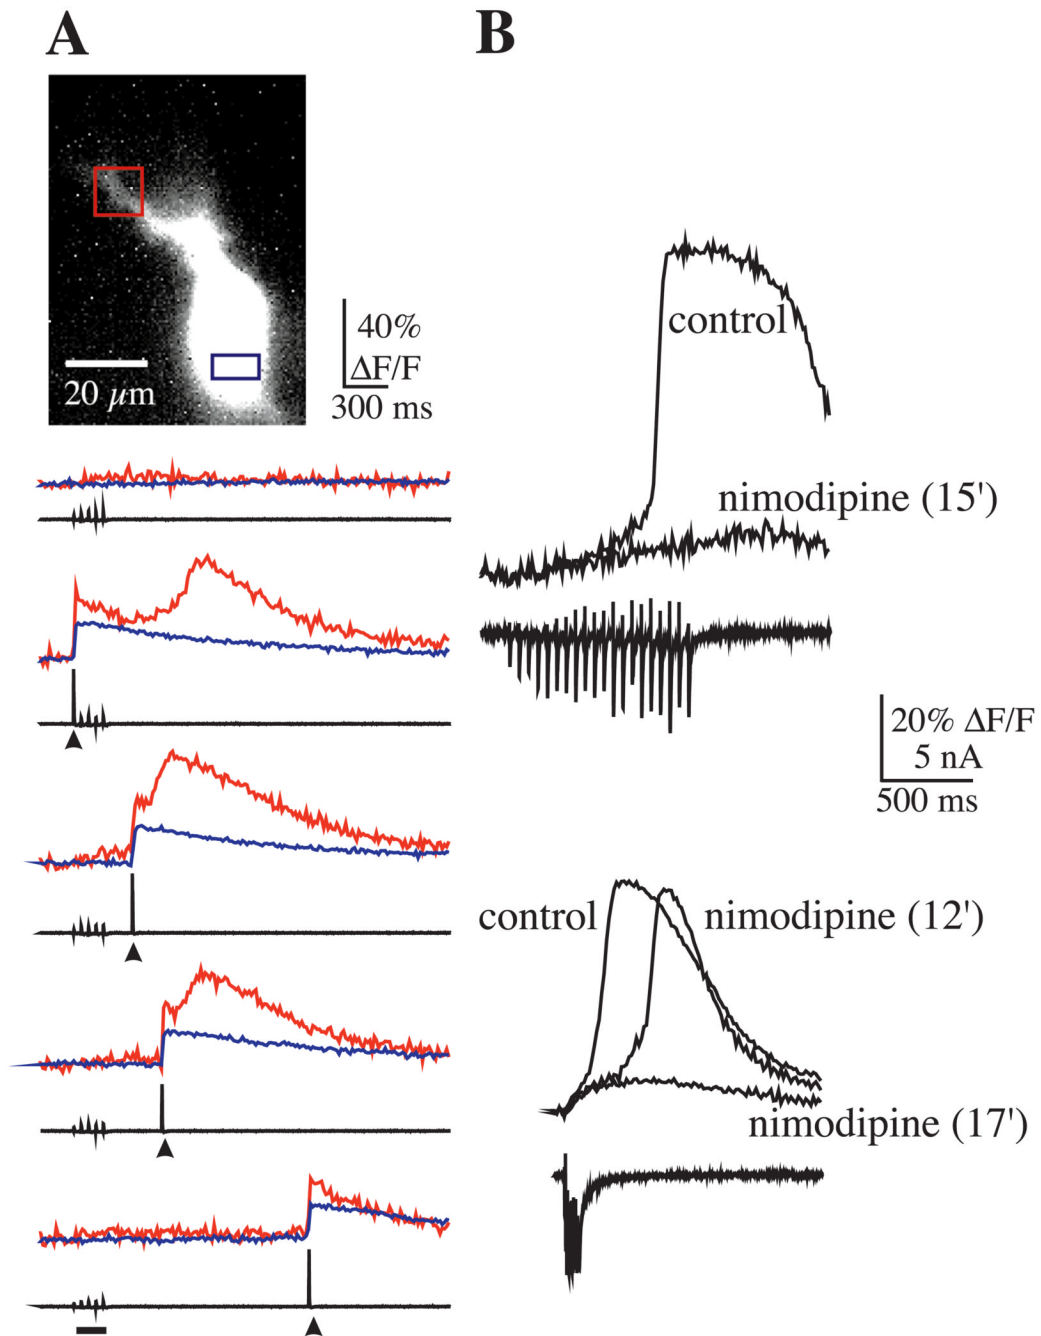 A
B
40%
ΔF/F
300 ms
20 µm
control
nimodipine (15')
20% ΔF/F
5 nA
500 ms
control
nimodipine (12')
nimodipine (17')